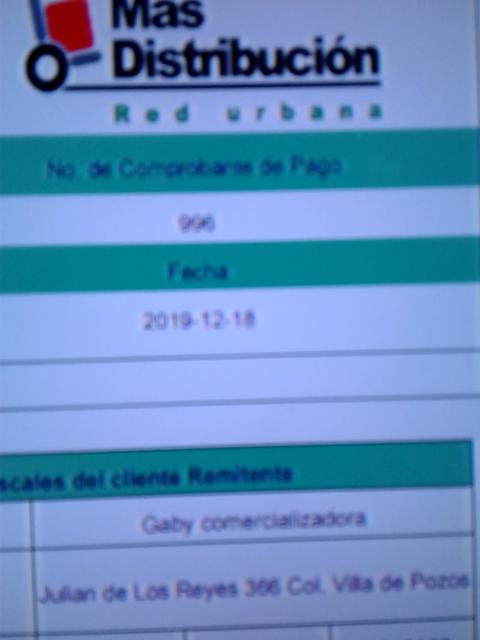 Mas
Distribución
Red urbana
No. de Comprobante de Pago
996
Fecha
2019-12-18
scales del cliente Remitente
Gaby comercializadora
Julian de Los Reyes 366 Col. Villa de Pozos